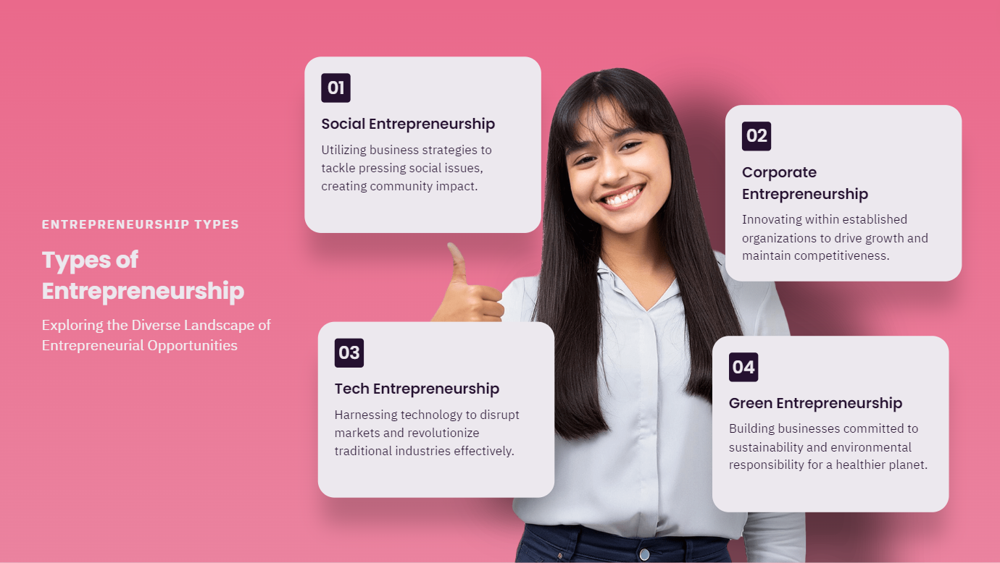 ENTREPRENEURSHIP TYPES
Types of
Entrepreneurship
Exploring the Diverse Landscape of
Entrepreneurial Opportunities
01
Social Entrepreneurship
Utilizing business strategies to
tackle pressing social issues,
creating community impact.
02
Corporate
Entrepreneurship
Innovating within established
organizations to drive growth and
maintain competitiveness.
03
Tech Entrepreneurship
Harnessing technology to disrupt
markets and revolutionize
traditional industries effectively.
04
Green Entrepreneurship
Building businesses committed to
sustainability and environmental
responsibility for a healthier planet.